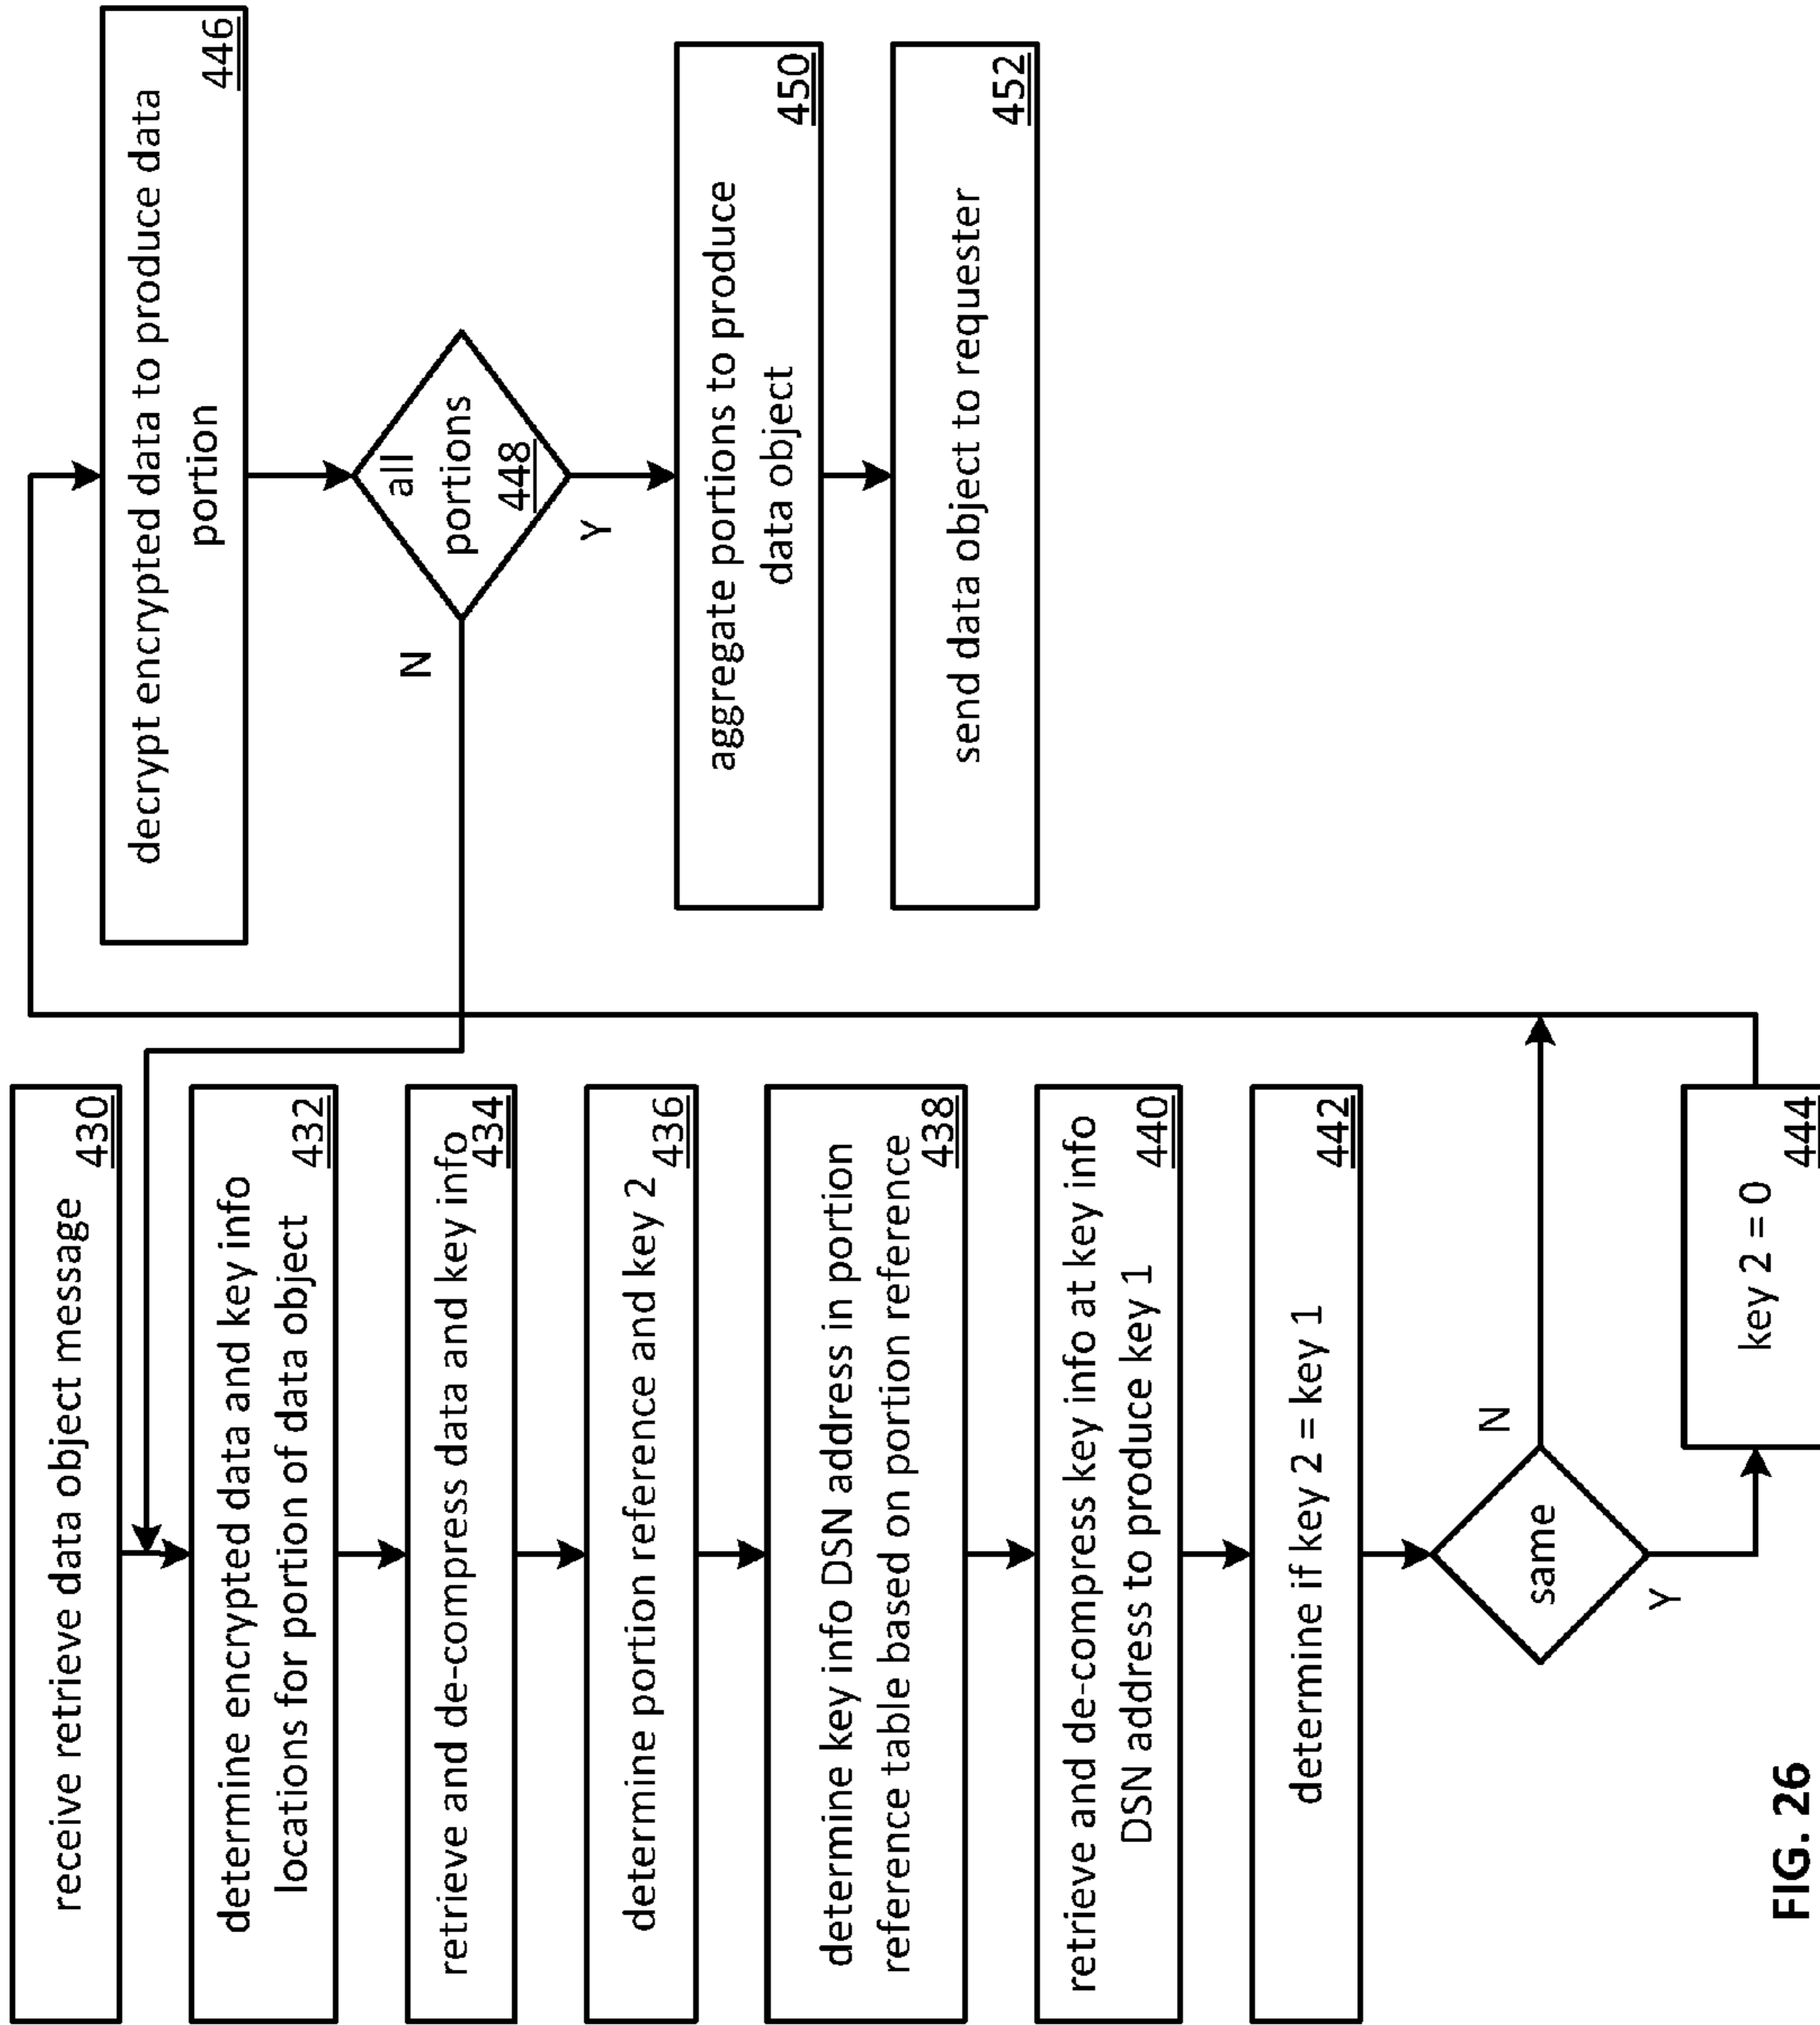 receive retrieve data object message
430
determine encrypted data and key info
locations for portion of data object
432
retrieve and de-compress data and key info
434
determine portion reference and key 2
436
determine key info DSN address in portion
reference table based on portion reference
438
retrieve and de-compress key info at key info
DSN address to produce key 1
440
determine if key 2 = key 1
442
same
N
Y
key 2 = 0
444
decrypt encrypted data to produce data
portion
446
all
portions
448
N
Y
aggregate portions to produce
data object
450
send data object to requester
452
FIG. 26